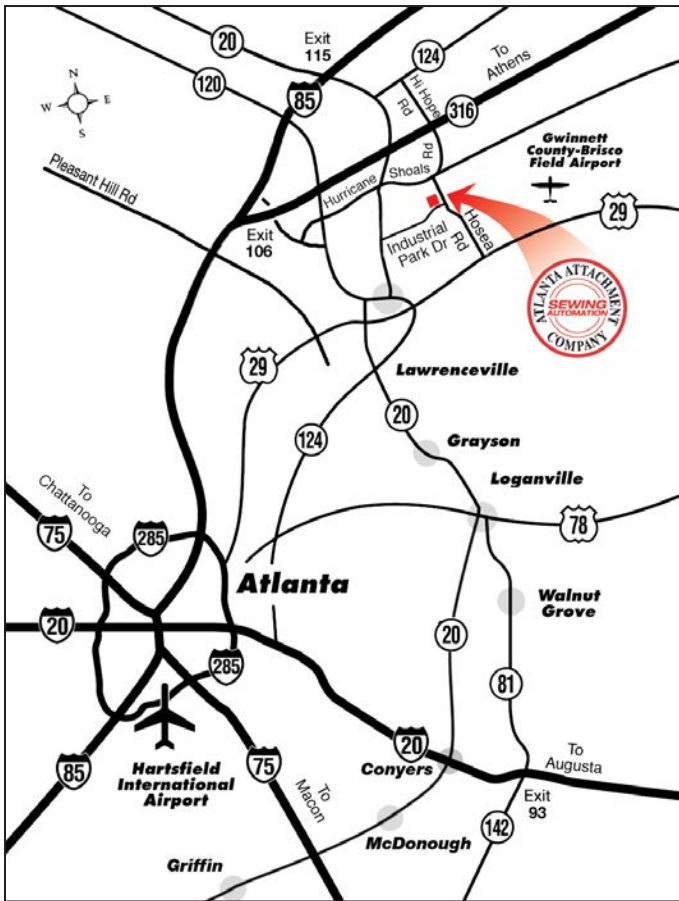 20
Exit
115
124
To
Athens
120
85
Hi Hope
Rd
316
N
W E
S
Gwinnett
County-Brisco
Field Airport
Pleasant Hill Rd
Hurricane Shoals Rd
29
Exit
106
Industrial
Park Dr
Hosea
Rd
ATLANTA ATTACHMENT
SEWING
AUTOMATION
COMPANY
29
Lawrenceville
20
124
Grayson
Loganville
To
Chattanooga
75
285
78
Atlanta
Walnut
Grove
20
20
285
81
20
To
Augusta
85
Hartsfield
International
Airport
75
Conyers
Exit
93
To
Macon
142
McDonough
Griffin